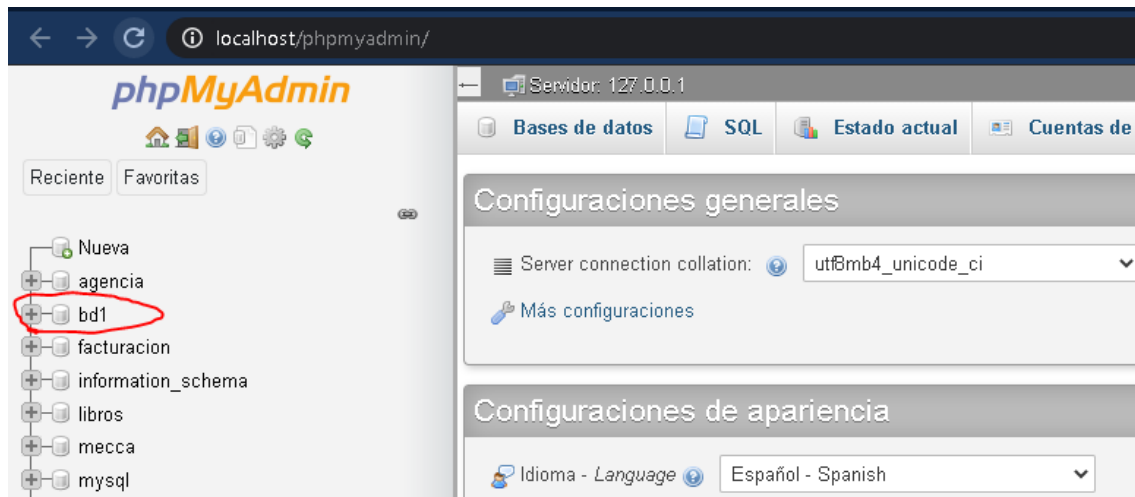 localhost/phpmyadmin/
phpMyAdmin
Reciente Favoritas
Nueva
agencia
bd1
facturacion
information_schema
libros
mecca
mysql
Servidor: 127.0.0.1
Bases de datos SQL Estado actual Cuentas de
Configuraciones generales
Server connection collation: utf8mb4_unicode_ci
Más configuraciones
Configuraciones de apariencia
Idioma - Language Español - Spanish